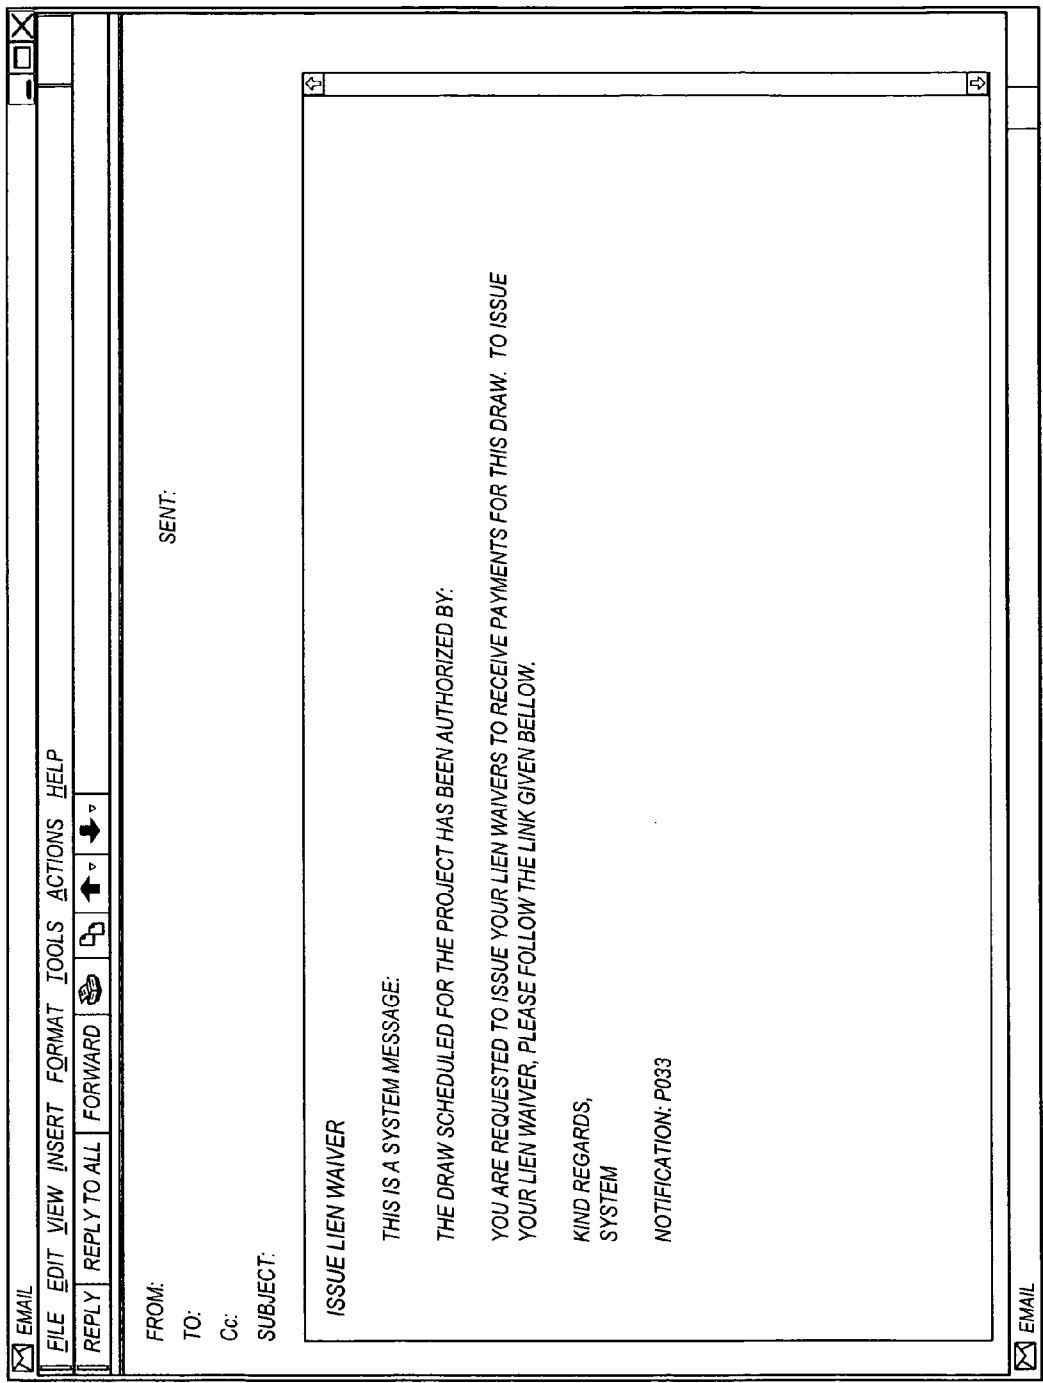 EMAIL
FILE EDIT VIEW INSERT FORMAT TOOLS ACTIONS HELP
REPLY REPLY TO ALL FORWARD
FROM: SENT:
TO:
Cc:
SUBJECT:
ISSUE LIEN WAIVER
THIS IS A SYSTEM MESSAGE:
THE DRAW SCHEDULED FOR THE PROJECT HAS BEEN AUTHORIZED BY:
YOU ARE REQUESTED TO ISSUE YOUR LIEN WAIVERS TO RECEIVE PAYMENTS FOR THIS DRAW. TO ISSUE
YOUR LIEN WAIVER, PLEASE FOLLOW THE LINK GIVEN BELLOW.
KIND REGARDS,
SYSTEM
NOTIFICATION: P033
EMAIL